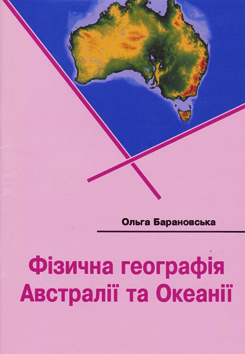 Ольга Барановська
Фізична географія
Австралії та Океанії